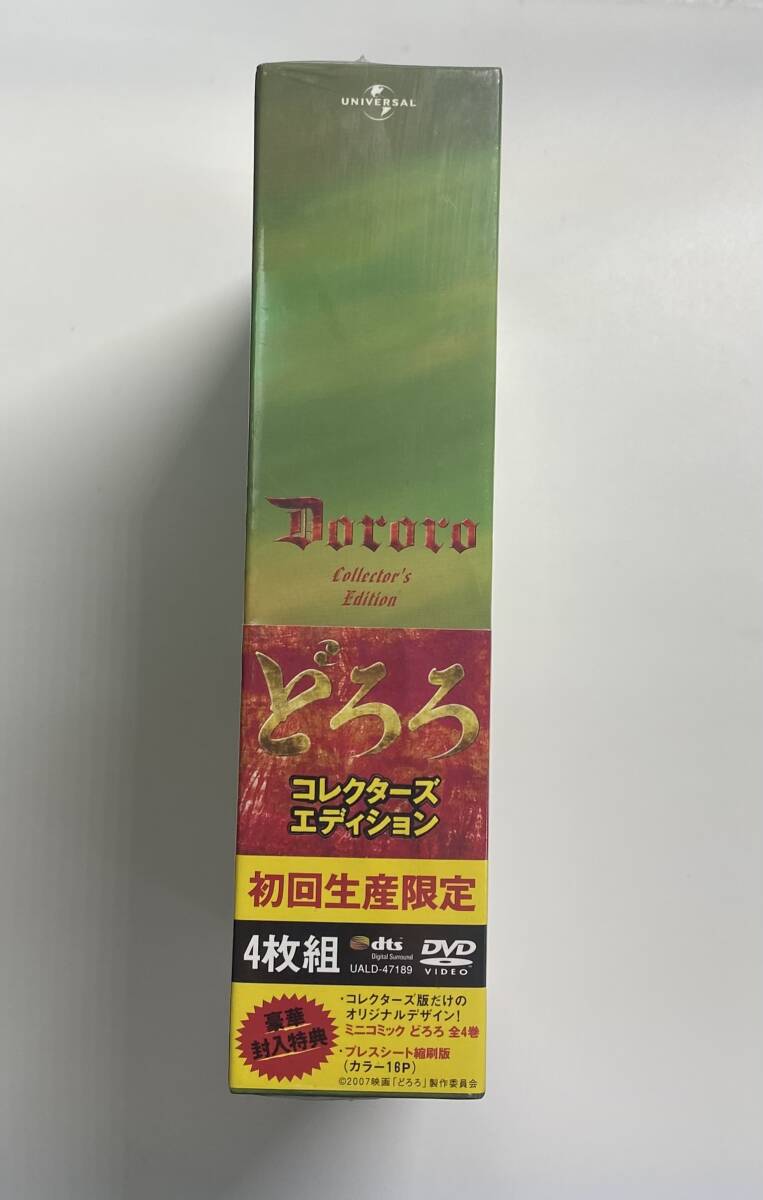 UNIVERSAL
Dororo
Collector's
Edition
どろろ
コレクターズ
エディション
初回生産限定
4枚組
dts
Digital Surround
UALD-47189
DVD
VIDEO
豪華
封入特典
・コレクターズ版だけの
オリジナルデザイン!
ミニコミック どろろ 全4巻
・プレスシート縮刷版
(カラー16P)
©2007映画「どろろ」製作委員会